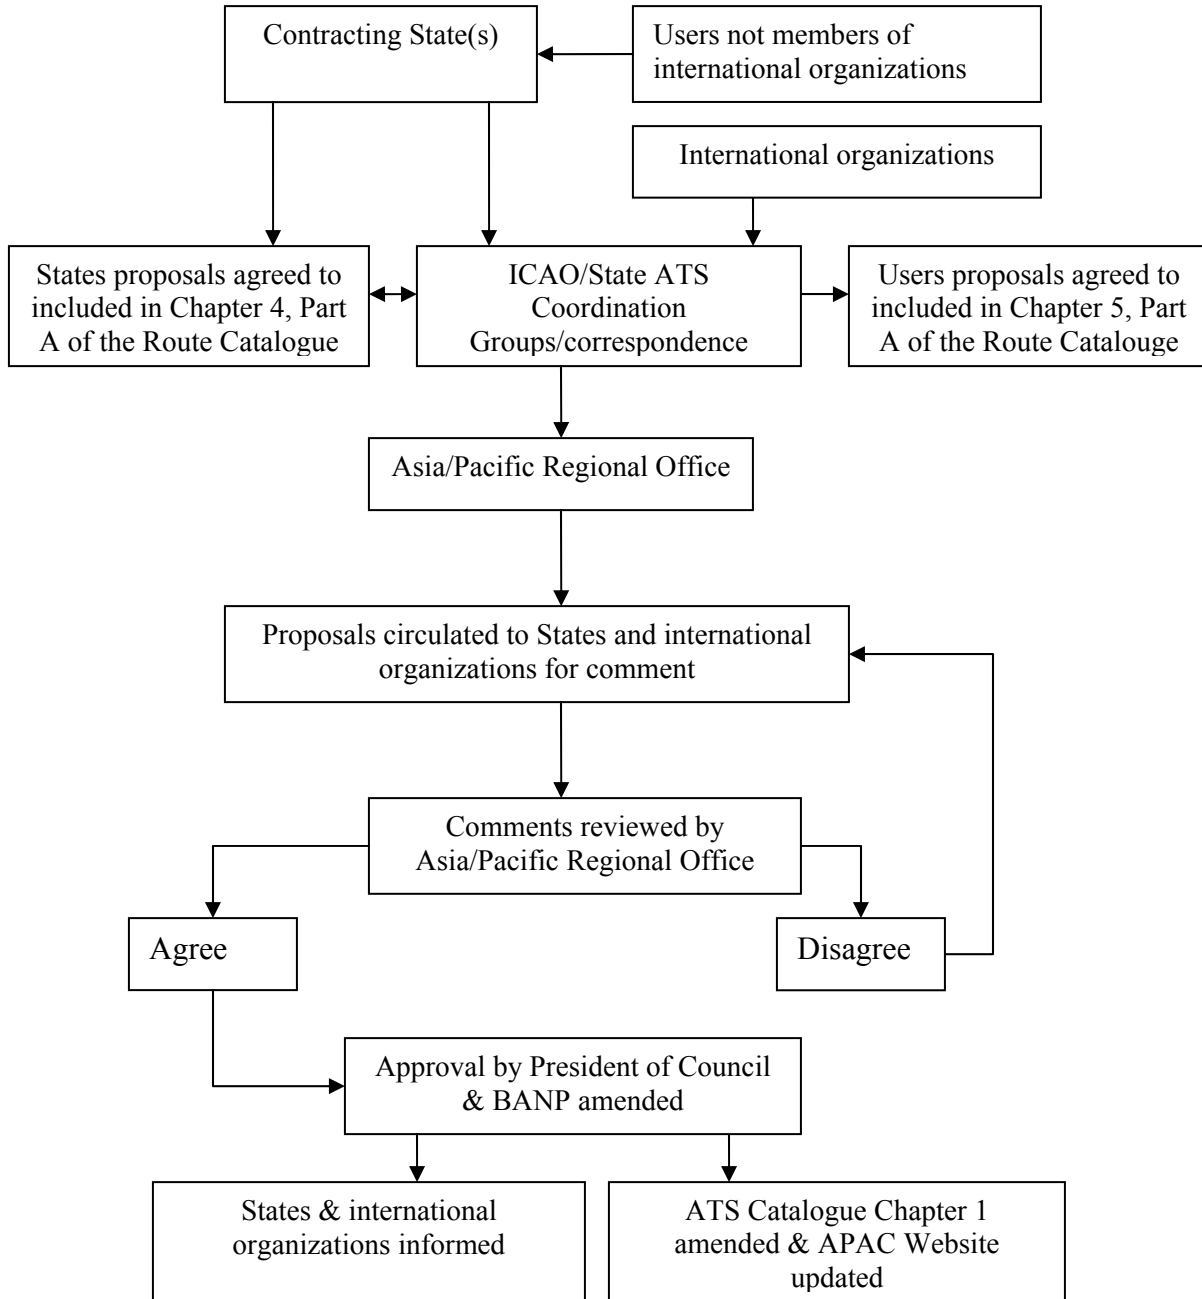 Contracting State(s)
Users not members of
international organizations
International organizations
States proposals agreed to
included in Chapter 4, Part
A of the Route Catalogue
ICAO/State ATS
Coordination
Groups/correspondence
Users proposals agreed to
included in Chapter 5, Part
A of the Route Catalouge
Asia/Pacific Regional Office
Proposals circulated to States and international
organizations for comment
Comments reviewed by
Asia/Pacific Regional Office
Agree
Disagree
Approval by President of Council
& BANP amended
States & international
organizations informed
ATS Catalogue Chapter 1
amended & APAC Website
updated